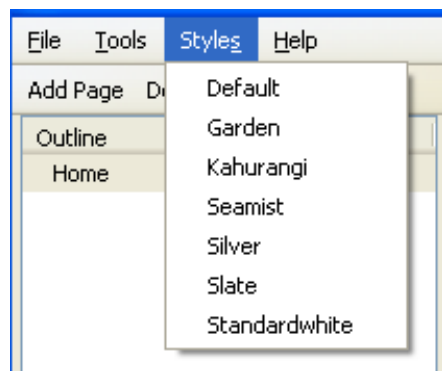 File Tools Styles Help
Add Page
Default
Garden
Outline
Home
Kahurangi
Seamist
Silver
Slate
Standardwhite